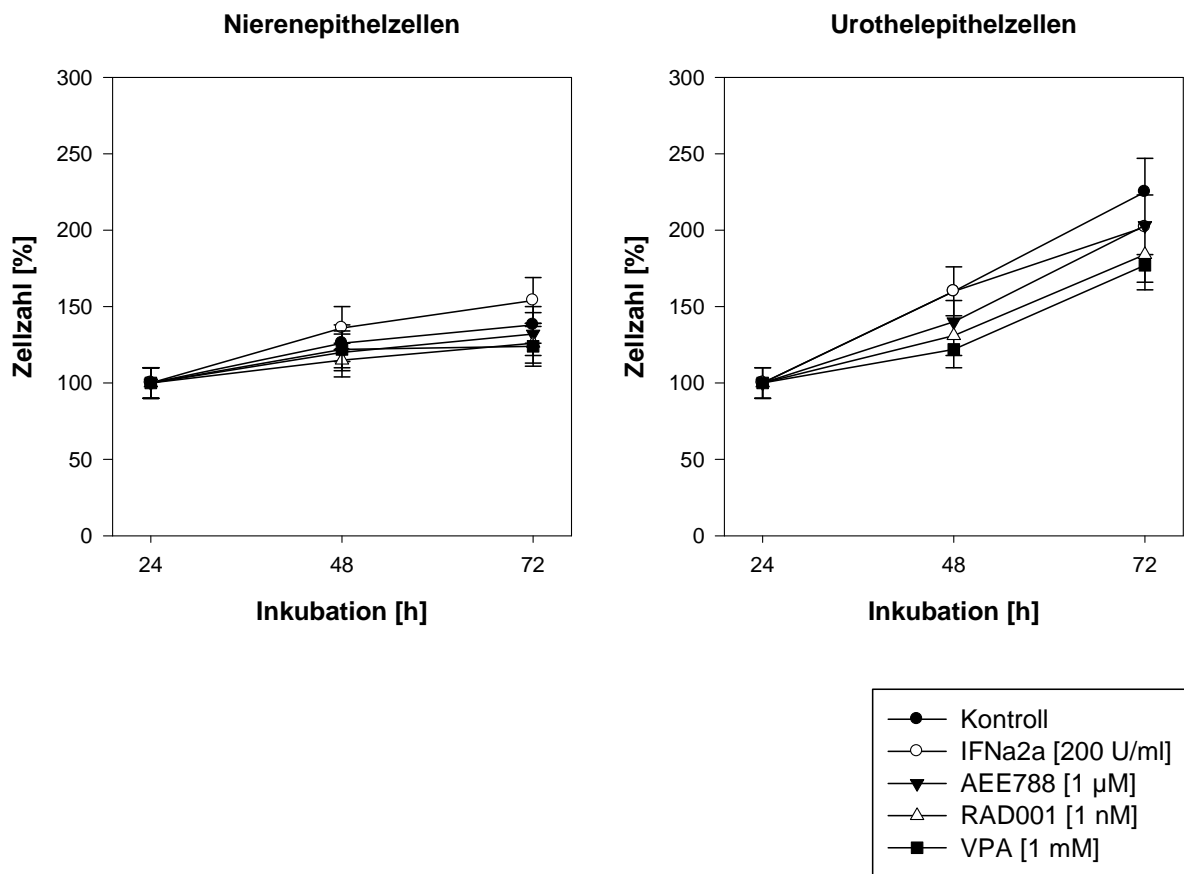 Nierenepithelzellen
Zellzahl [%]
300
250
200
150
100
50
0
24
48
72
Inkubation [h]
Urothelepithelzellen
Zellzahl [%]
300
250
200
150
100
50
0
24
48
72
Inkubation [h]
Kontroll
IFNa2a [200 U/ml]
AEE788 [1 µM]
RAD001 [1 nM]
VPA [1 mM]